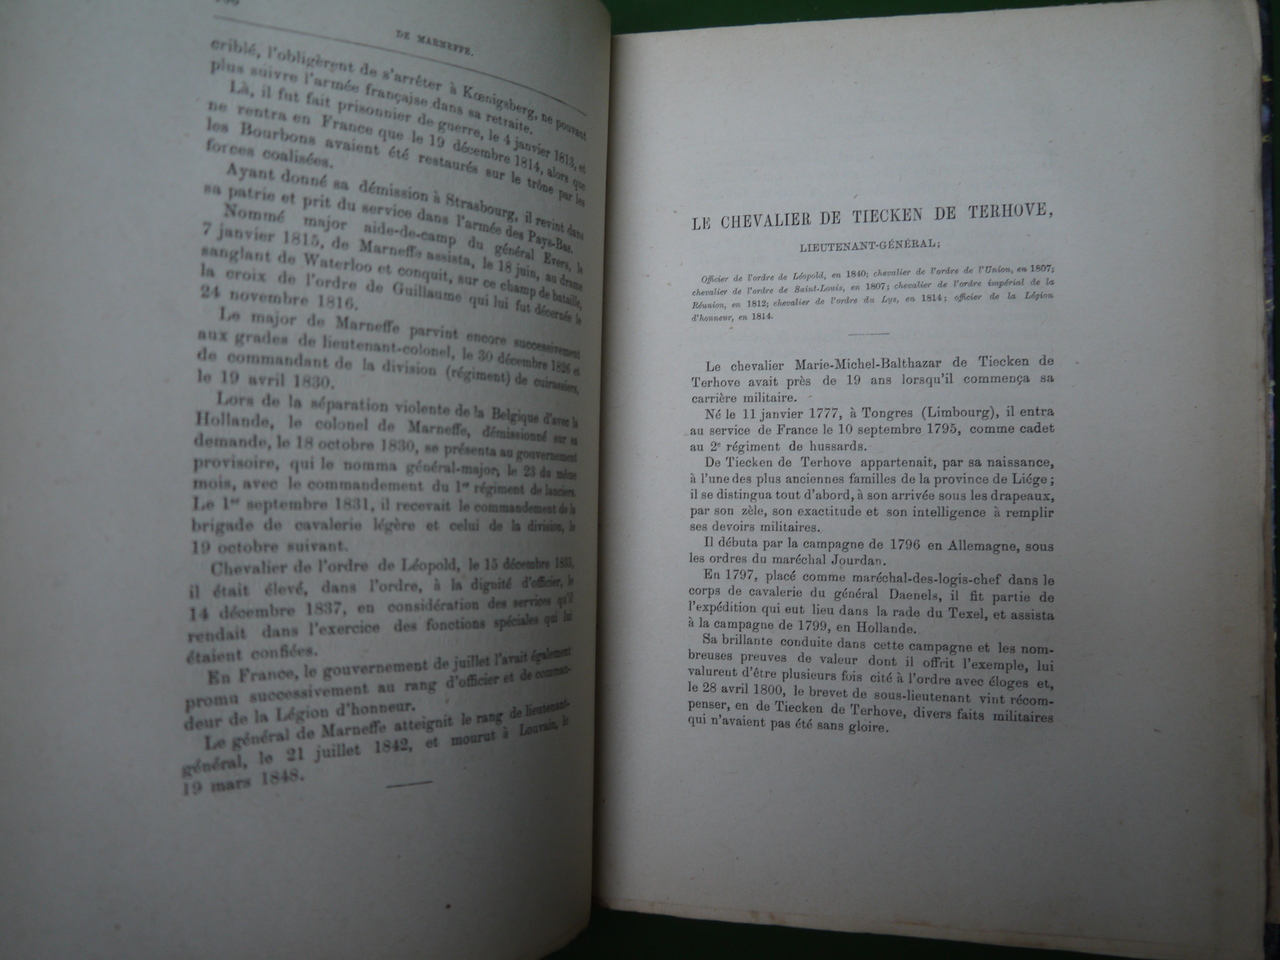 DE MARNEFFE.
criblé, l'obligèrent de s'arrêter à Kœnigsberg, ne pouvant
plus suivre l'armée française dans sa retraite.
Là, il fut fait prisonnier de guerre, le 4 janvier 1813, et
ne rentra en France que le 19 décembre 1814, alors que
les Bourbons avaient été restaurés sur le trône par les
forces coalisées.
Ayant donné sa démission à Strasbourg, il revint dans
sa patrie et prit du service dans l'armée des Pays-Bas.
Nommé major aide-de-camp du général Evers, le
7 janvier 1815, de Marneffe assista, le 18 juin, au drame
sanglant de Waterloo et conquit, sur ce champ de bataille,
la croix de l'ordre de Guillaume qui lui fut décernée le
24 novembre 1816.
Le major de Marneffe parvint encore successivement
aux grades de lieutenant-colonel, le 30 décembre 1826 et
de commandant de la division (régiment) de cuirassiers,
le 19 avril 1830.
Lors de la séparation violente de la Belgique d'avec la
Hollande, le colonel de Marneffe, démissionné sur sa
demande, le 18 octobre 1830, se présenta au gouvernement
provisoire, qui le nomma général-major, le 23 du même
mois, avec le commandement du 1er régiment de lanciers.
Le 1er septembre 1831, il recevait le commandement de la
brigade de cavalerie légère et celui de la division, le
19 octobre suivant.
Chevalier de l'ordre de Léopold, le 15 décembre 1833,
il était élevé, dans l'ordre, à la dignité d'officier, le
14 décembre 1837, en considération des services qu'il
rendait dans l'exercice des fonctions spéciales qui lui
étaient confiées.
En France, le gouvernement de juillet l'avait également
promu successivement au rang d'officier et de comman-
deur de la Légion d'honneur.
Le général de Marneffe atteignit le rang de lieutenant-
général, le 21 juillet 1842, et mourut à Louvain, le
19 mars 1848.
LE CHEVALIER DE TIECKEN DE TERHOVE,
LIEUTENANT-GÉNÉRAL;
Officier de l'ordre de Léopold, en 1840; chevalier de l'ordre de l'Union, en 1807;
chevalier de l'ordre de Saint-Louis, en 1807; chevalier de l'ordre impérial de la
Réunion, en 1812; chevalier de l'ordre du Lys, en 1814; officier de la Légion
d'honneur, en 1814.
Le chevalier Marie-Michel-Balthazar de Tiecken de
Terhove avait près de 19 ans lorsqu'il commença sa
carrière militaire.
Né le 11 janvier 1777, à Tongres (Limbourg), il entra
au service de France le 10 septembre 1795, comme cadet
au 2e régiment de hussards.
De Tiecken de Terhove appartenait, par sa naissance,
à l'une des plus anciennes familles de la province de Liége;
il se distingua tout d'abord, à son arrivée sous les drapeaux,
par son zèle, son exactitude et son intelligence à remplir
ses devoirs militaires.
Il débuta par la campagne de 1796 en Allemagne, sous
les ordres du maréchal Jourdan.
En 1797, placé comme maréchal-des-logis-chef dans le
corps de cavalerie du général Daenels, il fit partie de
l'expédition qui eut lieu dans la rade du Texel, et assista
à la campagne de 1799, en Hollande.
Sa brillante conduite dans cette campagne et les nom-
breuses preuves de valeur dont il offrit l'exemple, lui
valurent d'être plusieurs fois cité à l'ordre avec éloges et,
le 28 avril 1800, le brevet de sous-lieutenant vint récom-
penser, en de Tiecken de Terhove, divers faits militaires
qui n'avaient pas été sans gloire.